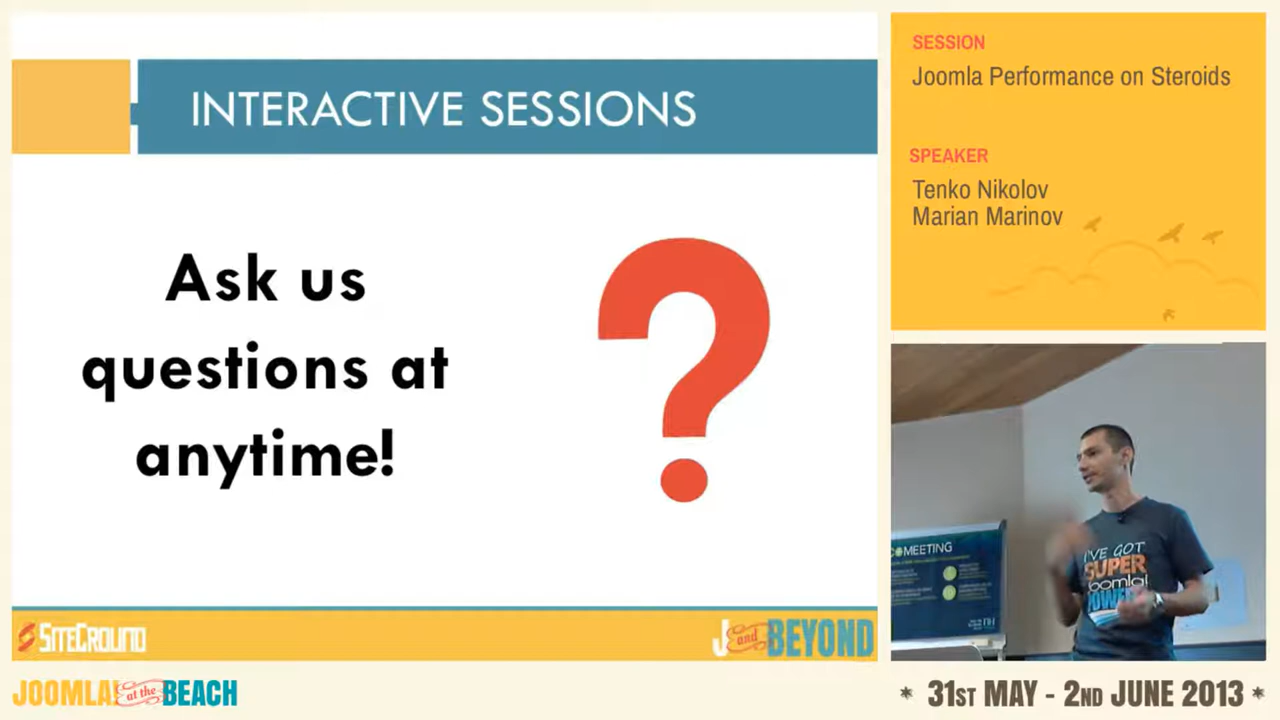 INTERACTIVE SESSIONS
Ask us
questions at
anytime!
SITEGROUND
J and BEYOND
SESSION
Joomla Performance on Steroids
SPEAKER
Tenko Nikolov
Marian Marinov
MEETING
I'VE GOT
SUPER
Joomla!
JOOMLA! at the BEACH
* 31ST MAY - 2ND JUNE 2013 *